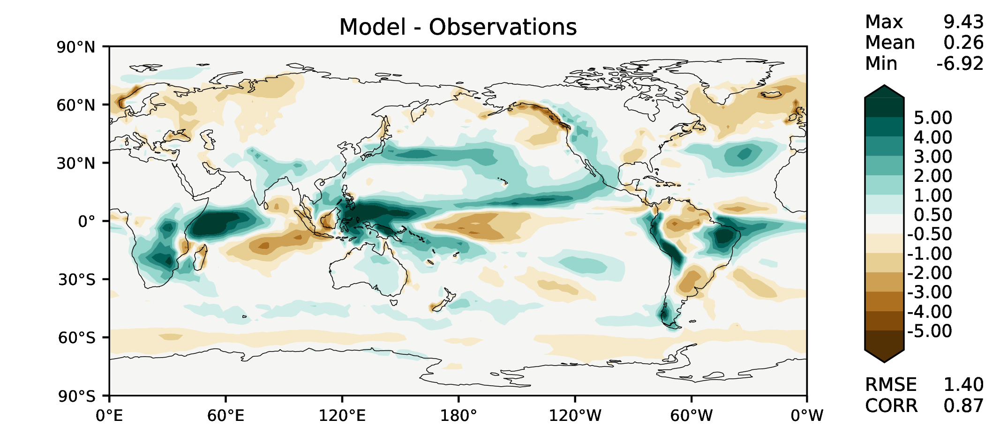 Model - Observations
Max 9.43
Mean 0.26
Min -6.92
90°N
60°N
30°N
0°
30°S
60°S
90°S
0°E 60°E 120°E 180° 120°W 60°W 0°W
5.00
4.00
3.00
2.00
1.00
0.50
-0.50
-1.00
-2.00
-3.00
-4.00
-5.00
RMSE 1.40
CORR 0.87